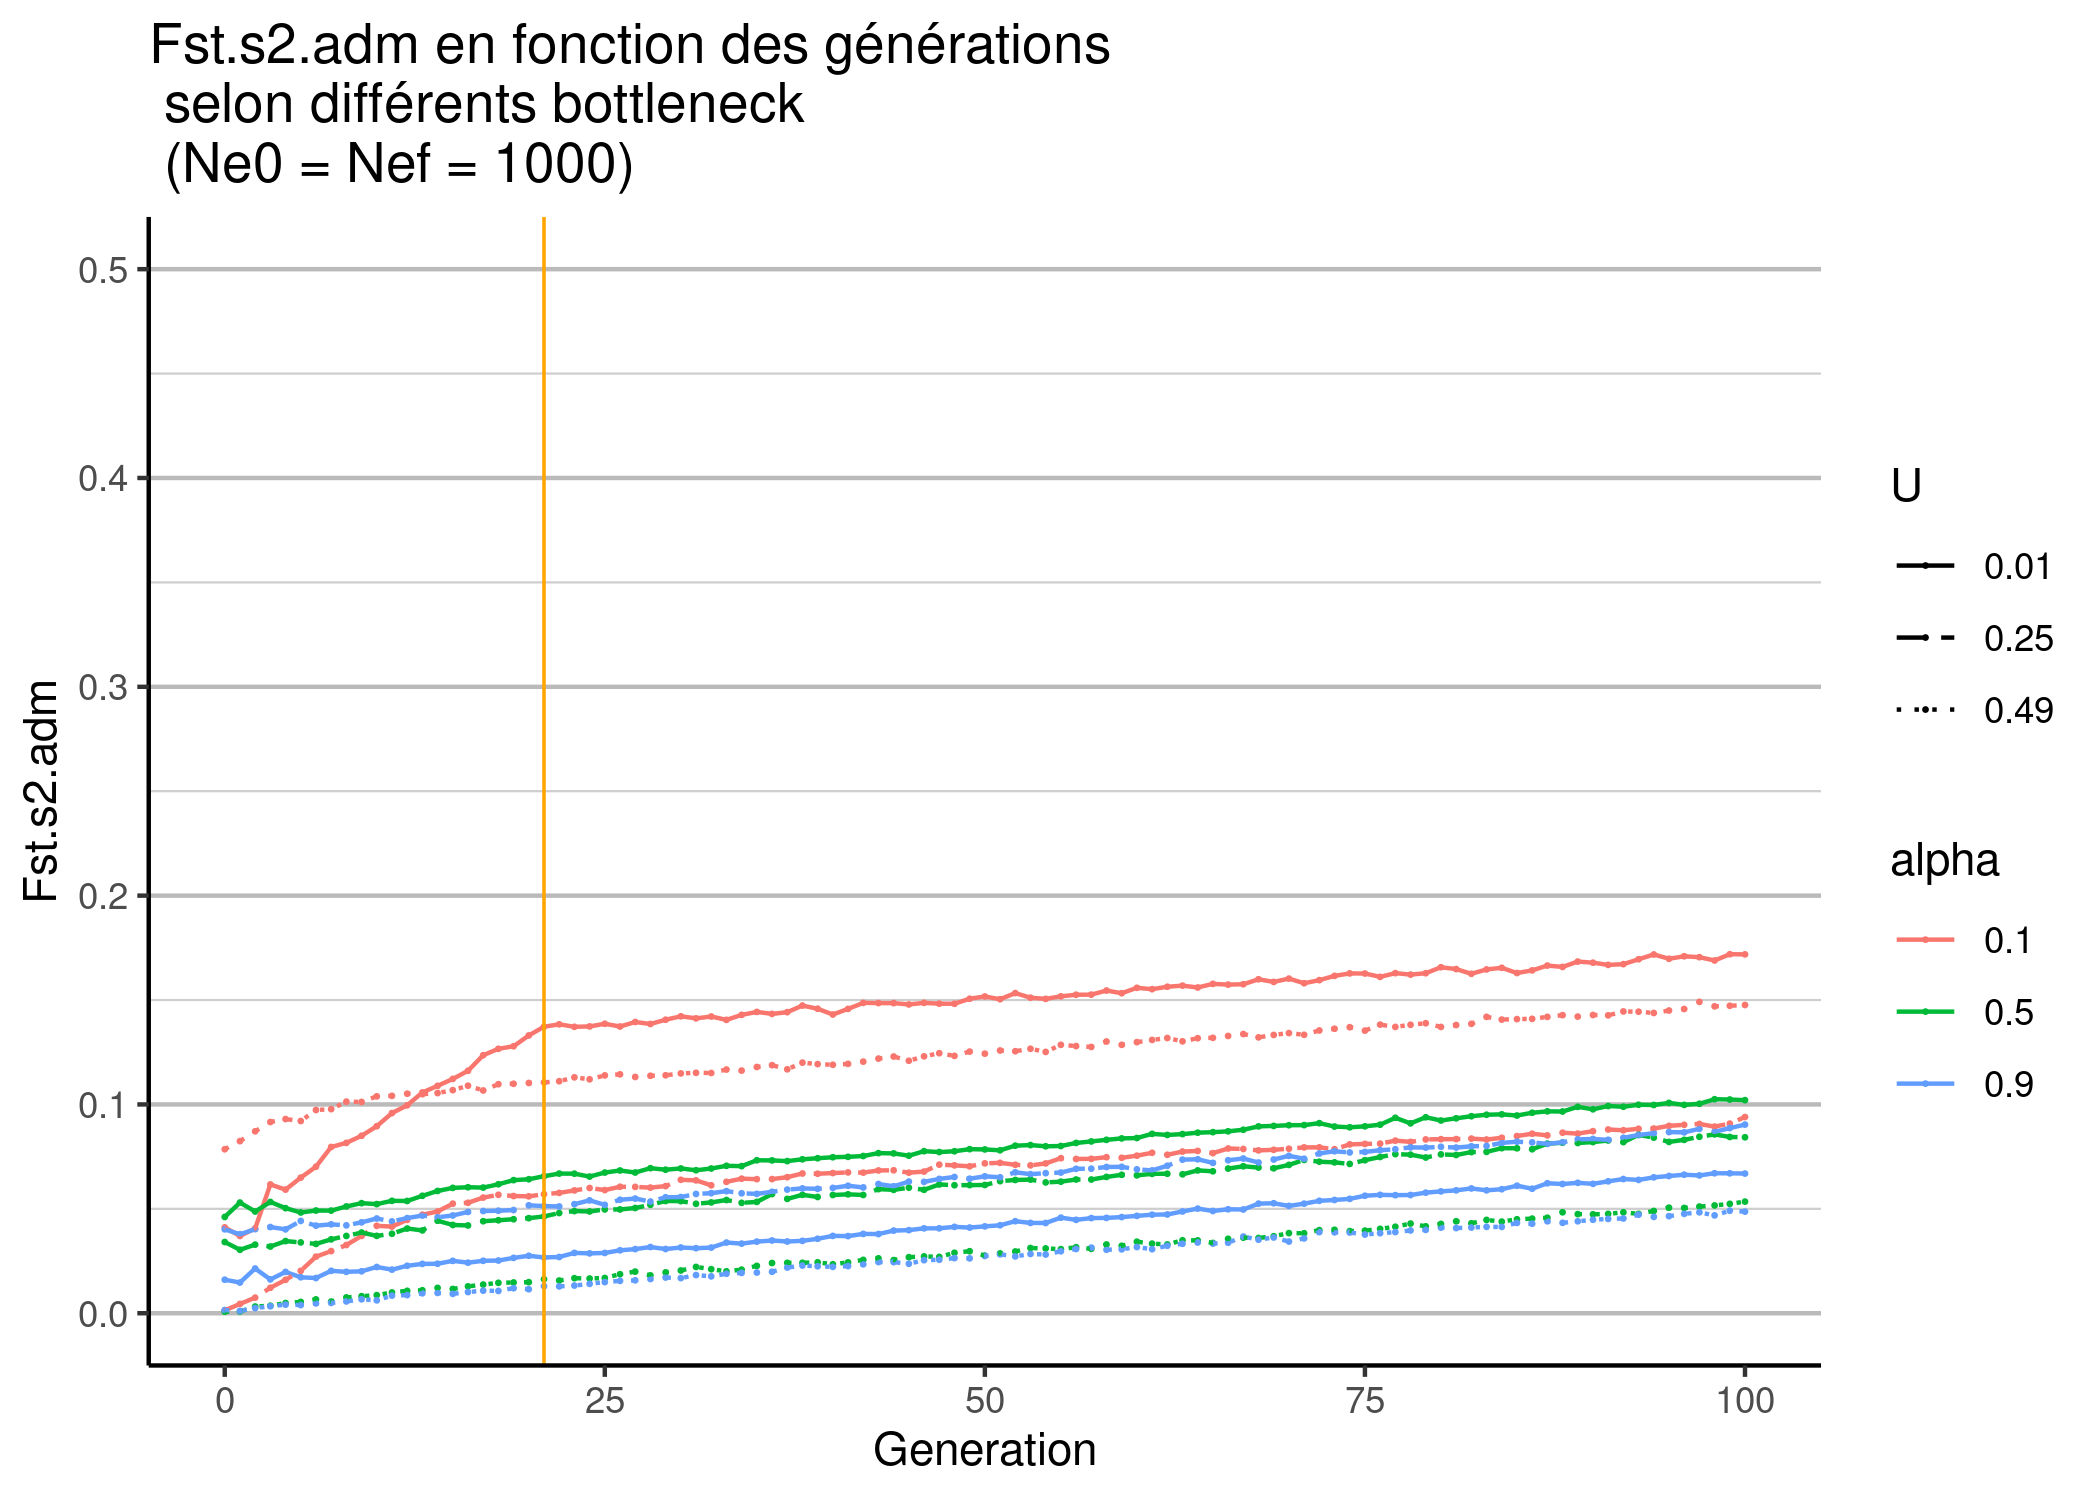 Fst.s2.adm en fonction des générations
selon différents bottleneck
(Ne0 = Nef = 1000)
Fst.s2.adm
0.5
0.4
0.3
0.2
0.1
0.0
0
25
50
75
100
Generation
U
0.01
0.25
0.49
alpha
0.1
0.5
0.9